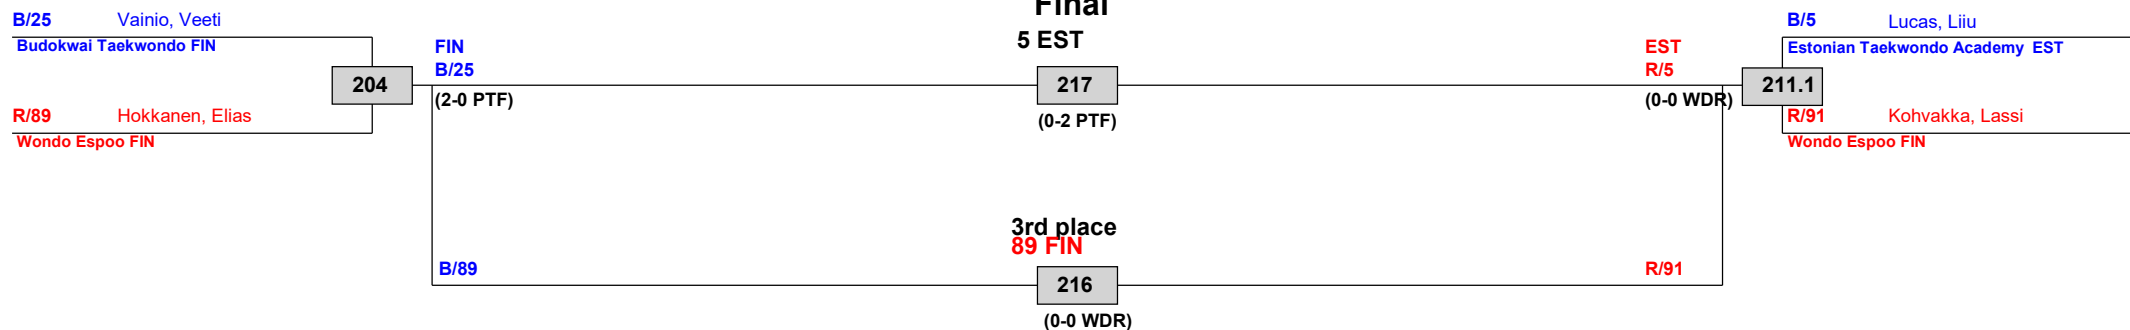 Final
5 EST
B/25 Vainio, Veeti
Budokwai Taekwondo FIN
204
R/89 Hokkanen, Elias
Wondo Espoo FIN
FIN
B/25
(2-0 PTF)
217
(0-2 PTF)
EST
R/5
(0-0 WDR)
B/5 Lucas, Liiu
Estonian Taekwondo Academy EST
211.1
R/91 Kohvakka, Lassi
Wondo Espoo FIN
3rd place
89 FIN
B/89
216
R/91
(0-0 WDR)